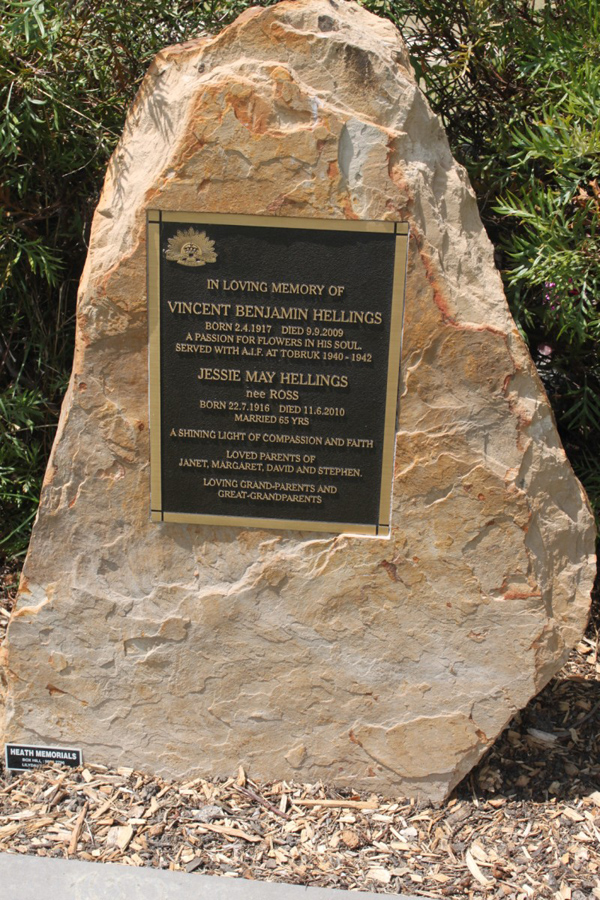 IN LOVING MEMORY OF
VINCENT BENJAMIN HELLINGS
BORN 2.4.1917 DIED 9.9.2009
A PASSION FOR FLOWERS IN HIS SOUL.
SERVED WITH A.I.F. AT TOBRUK 1940 - 1942
JESSIE MAY HELLINGS
nee ROSS
BORN 22.7.1916 DIED 11.6.2010
MARRIED 65 YRS
A SHINING LIGHT OF COMPASSION AND FAITH
LOVED PARENTS OF
JANET, MARGARET, DAVID AND STEPHEN.
LOVING GRAND-PARENTS AND
GREAT-GRANDPARENTS
HEATH MEMORIALS
BOX HILL